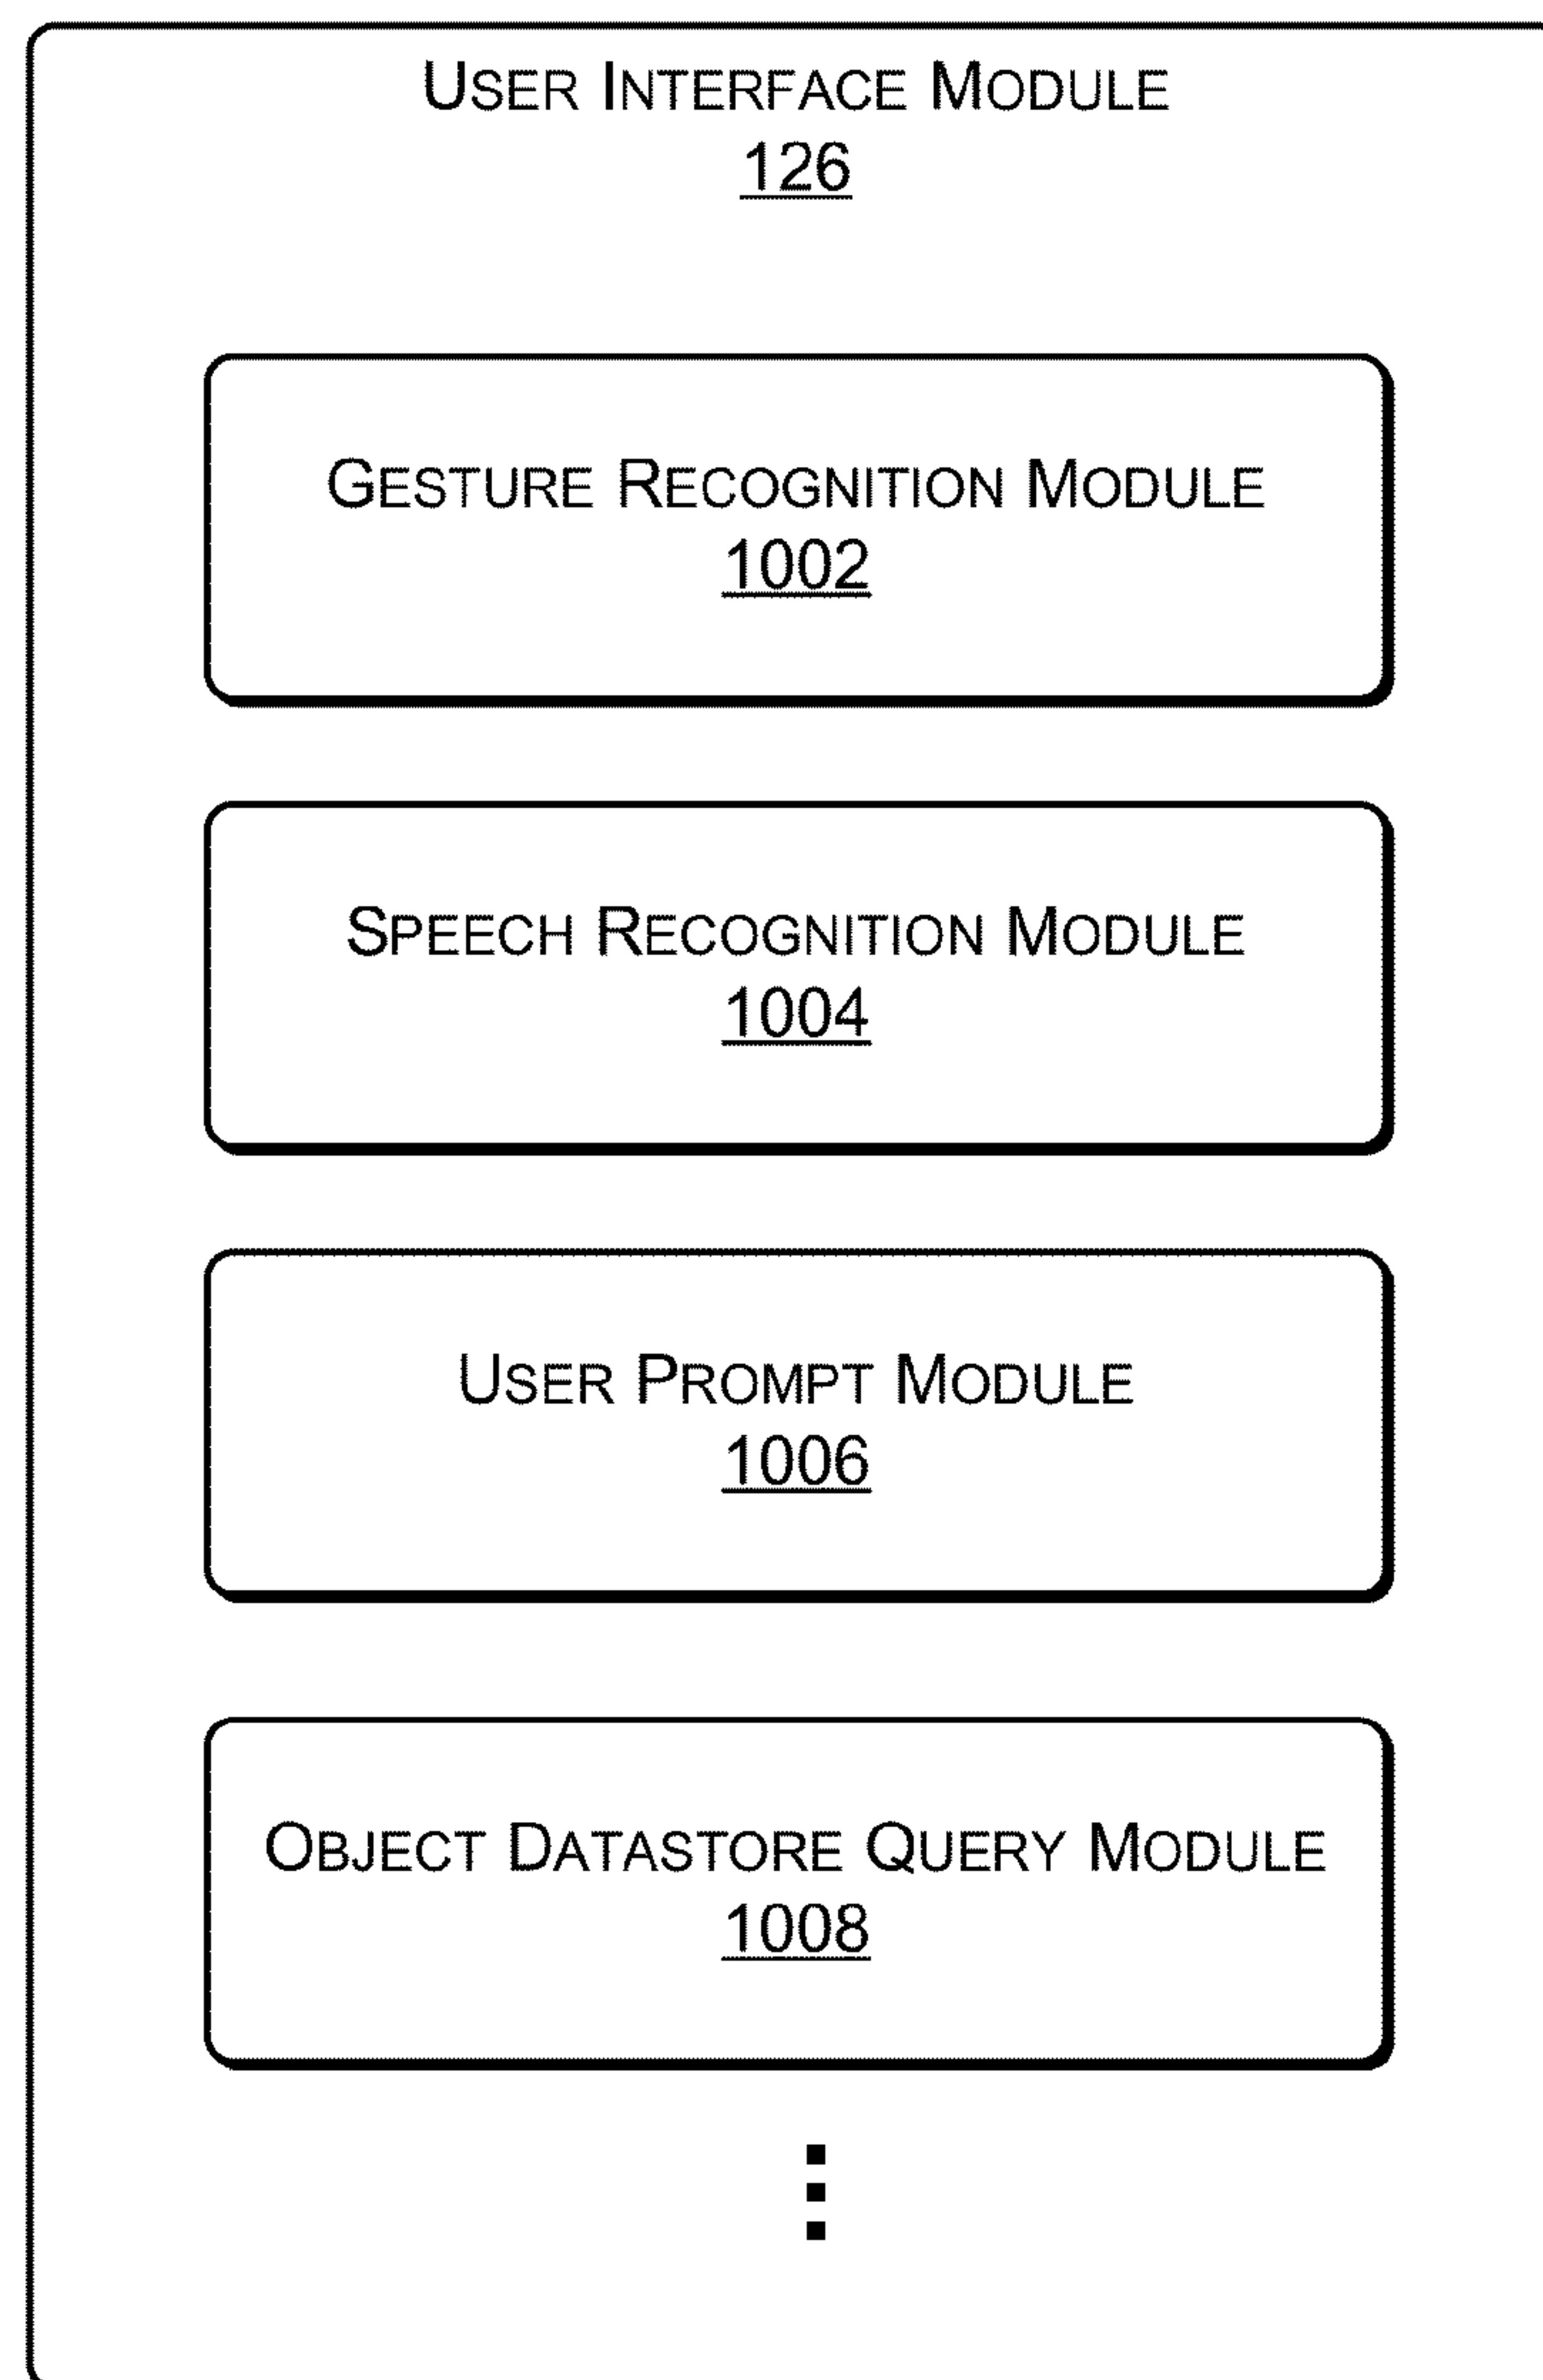 USER INTERFACE MODULE
126
GESTURE RECOGNITION MODULE
1002
SPEECH RECOGNITION MODULE
1004
USER PROMPT MODULE
1006
OBJECT DATASTORE QUERY MODULE
1008